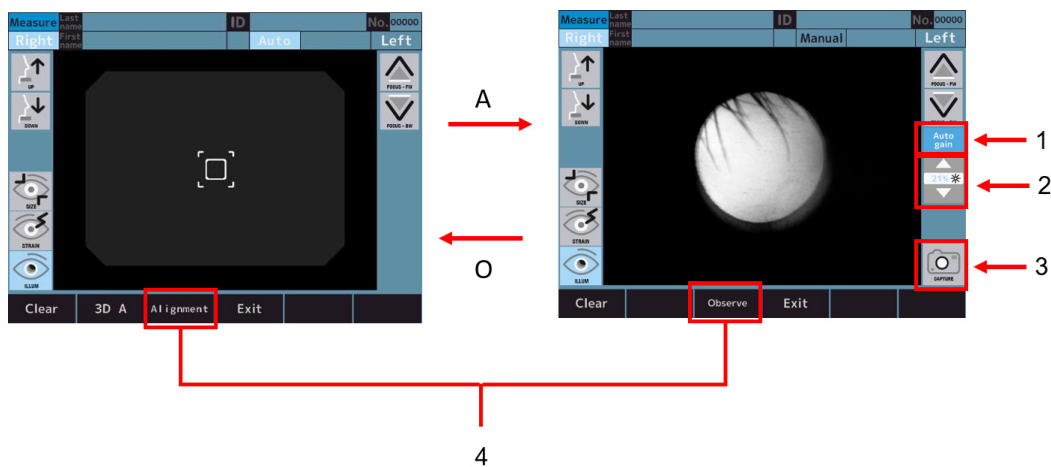 Measure Last name ID No. 00000
Right First name Auto Left
UP
DOWN
SIZE
STRAIN
ILLUM
FOCUS - FW
FOCUS - BW
Clear 3D A Alignment Exit
A
O
Measure Last name ID No. 00000
Right First name Manual Left
UP
DOWN
SIZE
STRAIN
ILLUM
FOCUS - FW
Auto
gain
21%
CAPTURE
Clear Observe Exit
1
2
3
4